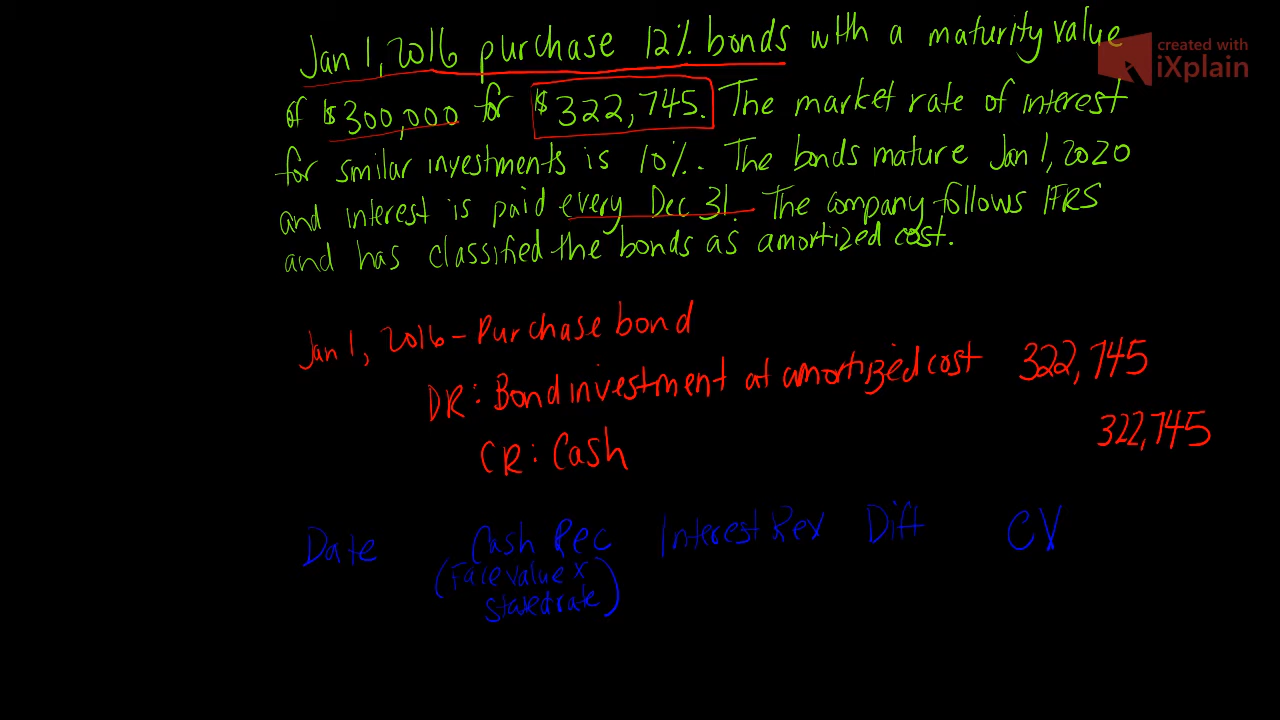 Jan 1, 2016 purchase 12% bonds with a maturity value
of $300,000 for $322,745. The market rate of interest
for similar investments is 10%. The bonds mature Jan 1, 2020
and interest is paid every Dec 31. The company follows IFRS
and has classified the bonds as amortized cost.
created with
iXplain
Jan 1, 2016 - Purchase bond
DR: Bond investment at amortized cost 322,745
CR: Cash 322,745
Date Cash Rec Interest Rev Diff CV
(Face value x
stated rate)